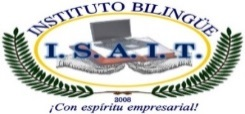 INSTITUTO BILINGÜE
I.S.A.I.T.
2008
¡Con espíritu empresarial!